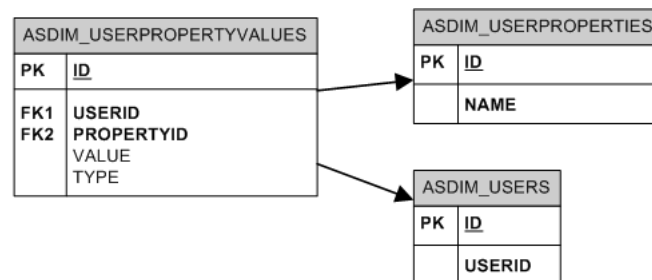 ASDIM_USERPROPERTYVALUES
PK ID
FK1 USERID
FK2 PROPERTYID
VALUE
TYPE
ASDIM_USERPROPERTIES
PK ID
NAME
ASDIM_USERS
PK ID
USERID